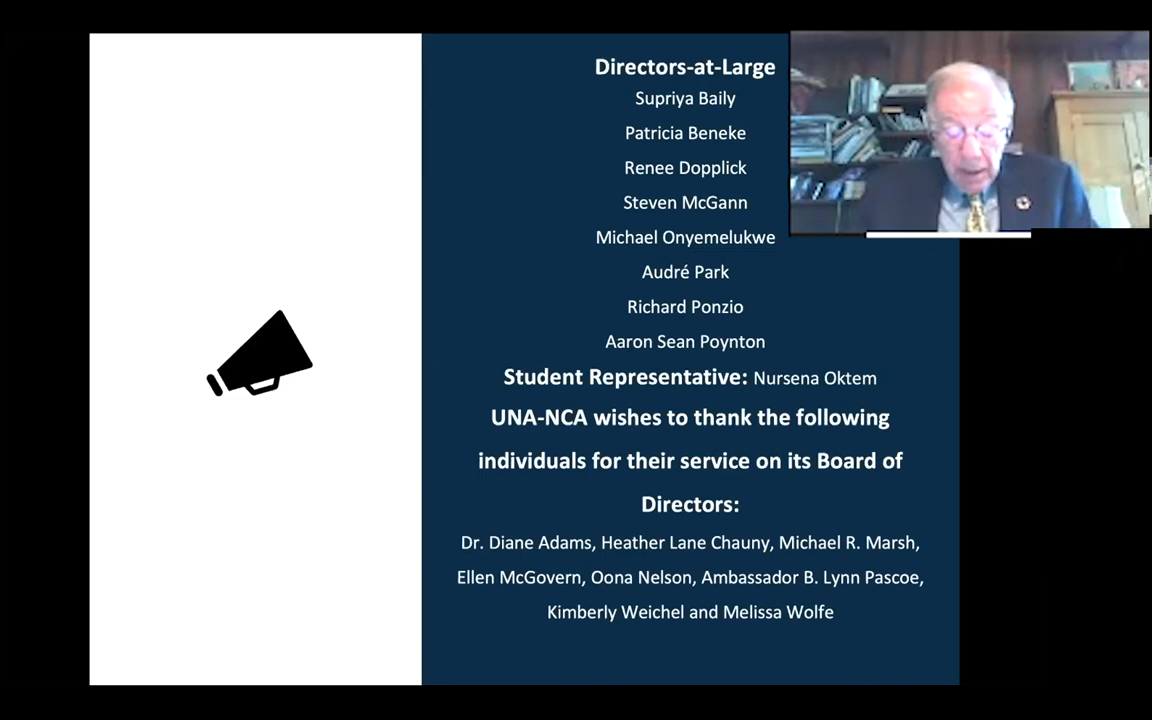 Directors-at-Large
Supriya Baily
Patricia Beneke
Renee Dopplick
Steven McGann
Michael Onyemelukwe
Audré Park
Richard Ponzio
Aaron Sean Poynton
Student Representative: Nursena Oktem
UNA-NCA wishes to thank the following
individuals for their service on its Board of
Directors:
Dr. Diane Adams, Heather Lane Chauny, Michael R. Marsh,
Ellen McGovern, Oona Nelson, Ambassador B. Lynn Pascoe,
Kimberly Weichel and Melissa Wolfe